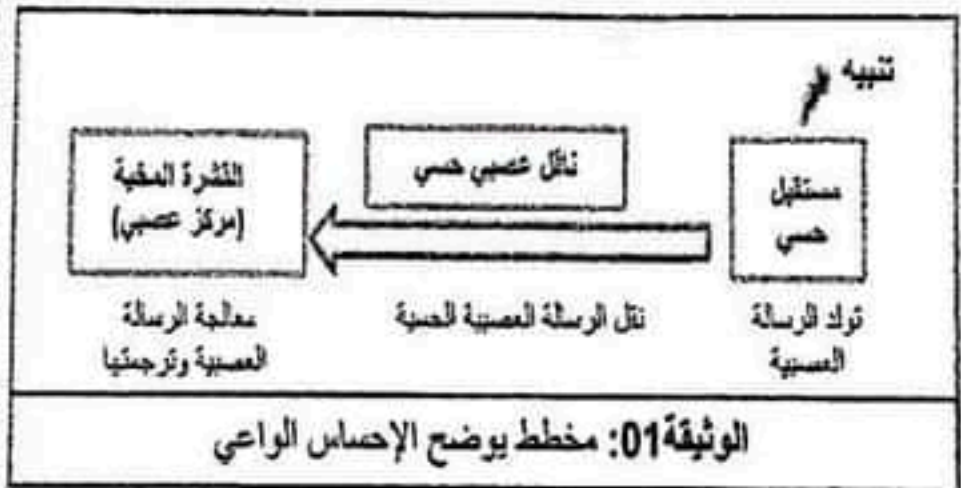 تنبيه
مستقبل
حسي
ناقل عصبي حسي
القشرة المخية
(مركز عصبي)
تولد الرسالة
العصبية
نقل الرسالة العصبية الحسية
معالجة الرسالة
العصبية وترجمتها
الوثيقة01: مخطط يوضح الإحساس الواعي